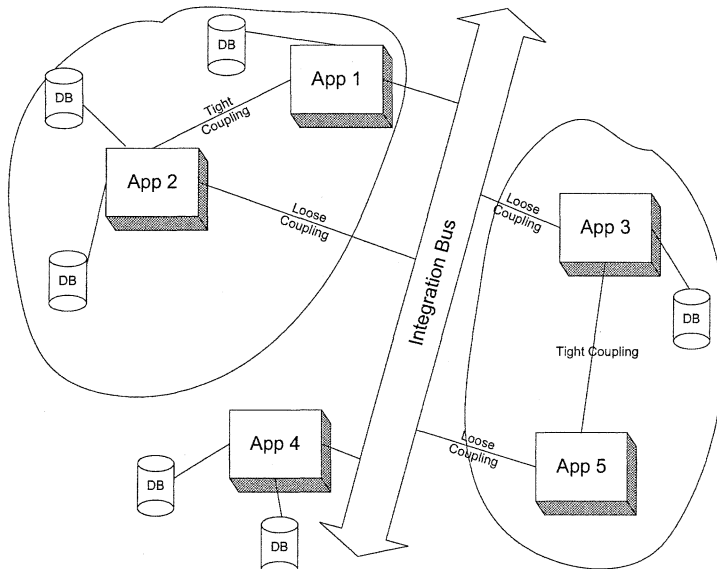 DB
App 1
DB
Tight
Coupling
App 2
Loose
Coupling
DB
Integration Bus
Loose
Coupling
App 3
DB
Tight Coupling
App 4
DB
DB
Loose
Coupling
App 5